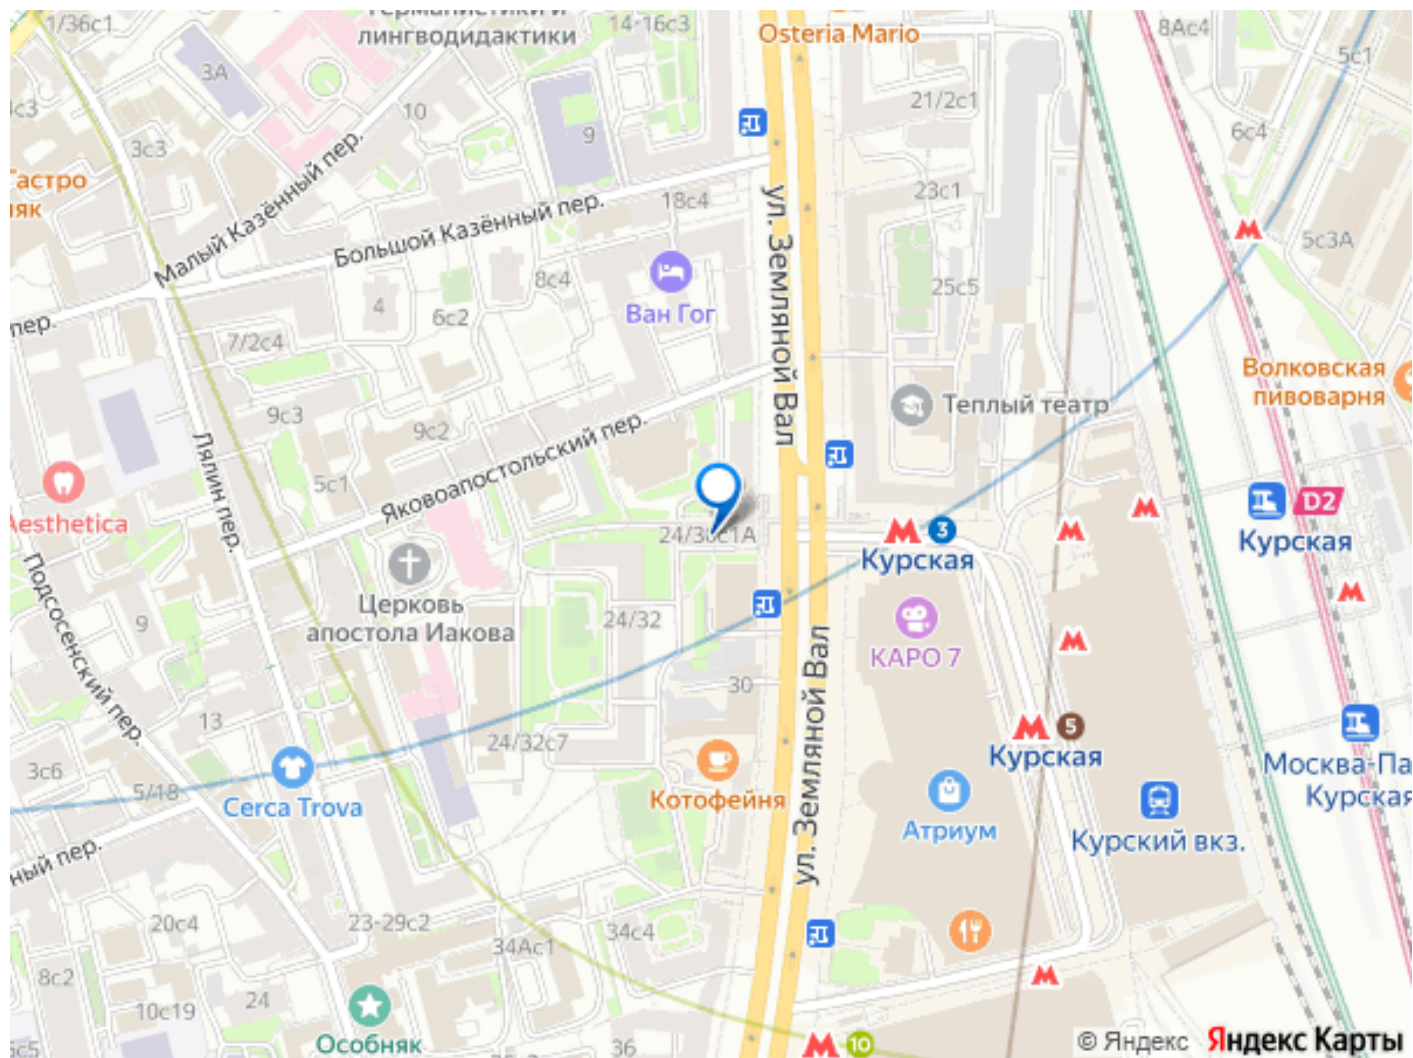 Германистики и
лингводидактики
14-16с3
Osteria Mario
1/36с1
8Ас4
5с1
3А
10
21/2с1
9
6с4
3с3
Малый Казённый пер.
18с4
23с1
Большой Казённый пер.
ул. Земляной Вал
5с3А
8с4
25с5
4
6с2
Ван Гог
пер.
7/2с4
Волковская
пивоварня
Теплый театр
9с3
9с2
Яковоапостольский пер.
Лялин пер.
5с1
Aesthetica
24/30с1А
3
Курская
D2
Курская
Подсосенский пер.
Церковь
апостола Иакова
9
24/32
КАРО 7
ул. Земляной Вал
30
13
5
Курская
24/32с7
3с6
5/18
Cerca Trova
Котофейня
Атриум
Курский вкз.
Москва-Па
Курская
ный пер.
20с4
23-29с2
34Ас1
34с4
8с2
10с19
24
Особняк
36
10
© Яндекс Яндекс Карты